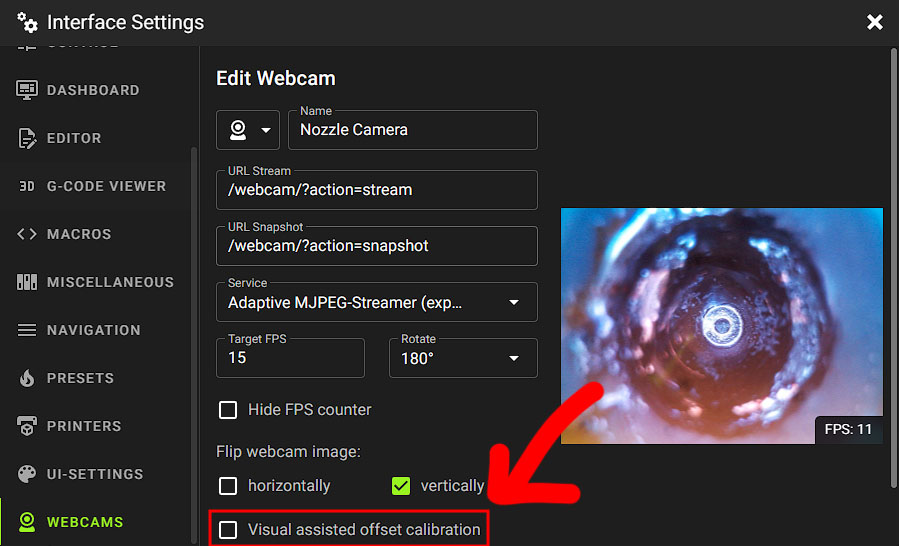 Interface Settings
CONTROL
DASHBOARD
EDITOR
3D G-CODE VIEWER
MACROS
MISCELLANEOUS
NAVIGATION
PRESETS
PRINTERS
UI-SETTINGS
WEBCAMS
Edit Webcam
Name
Nozzle Camera
URL Stream
/webcam/?action=stream
URL Snapshot
/webcam/?action=snapshot
Service
Adaptive MJPEG-Streamer (exp...
Target FPS
15
Rotate
180°
Hide FPS counter
Flip webcam image:
horizontally
vertically
Visual assisted offset calibration
FPS: 11